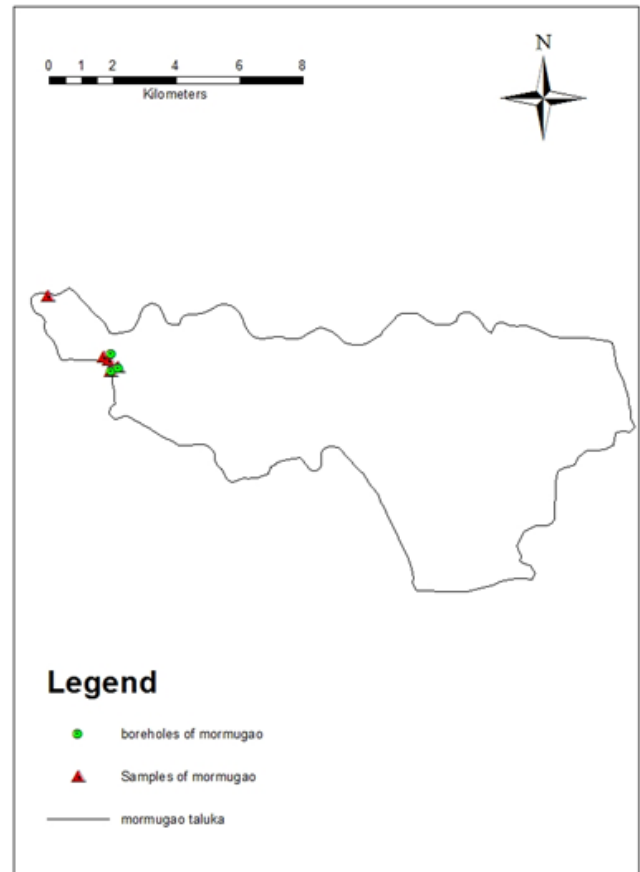 0 1 2 4 6 8
Kilometers
N
Legend
boreholes of mormugao
Samples of mormugao
mormugao taluka